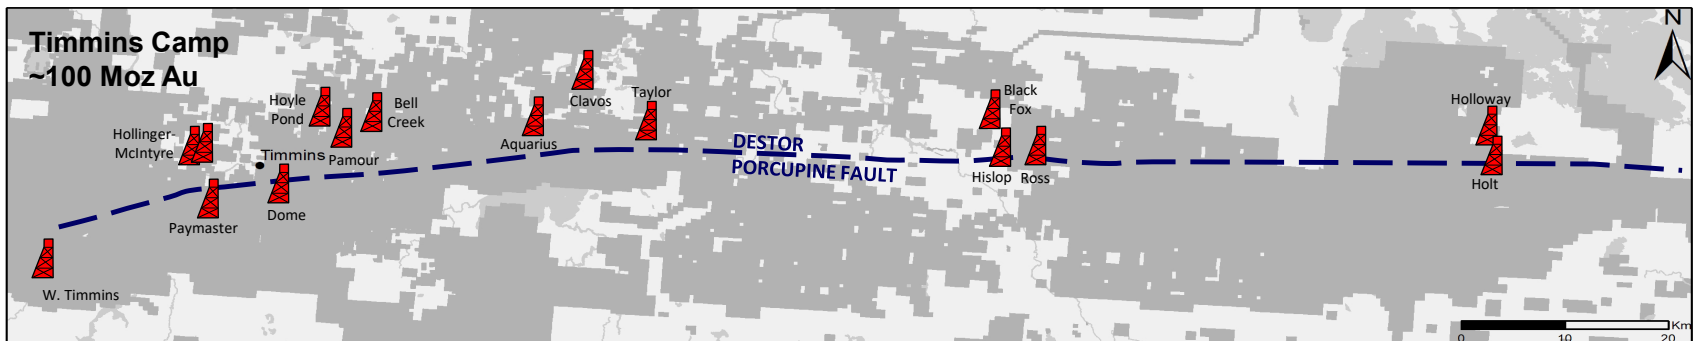 Timmins Camp
~100 Moz Au
N
Hoyle
Pond
Bell
Creek
Hollinger-
McIntyre
Timmins
Pamour
Paymaster
Dome
W. Timmins
Clavos
Taylor
Aquarius
DESTOR
PORCUPINE FAULT
Black
Fox
Hislop
Ross
Holloway
Holt
Km
0
10
20